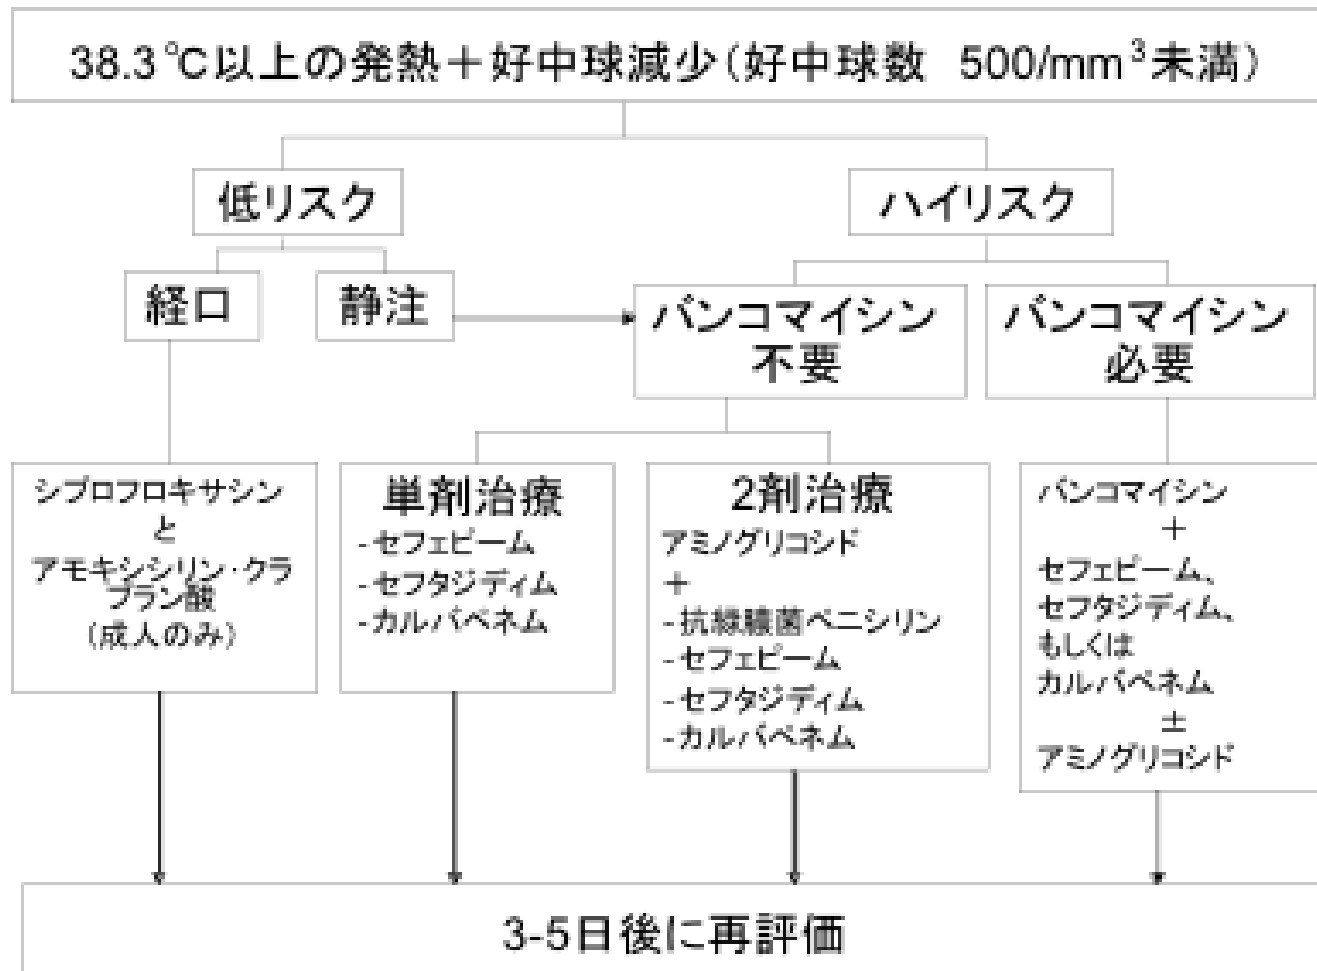 38.3℃以上の発熱＋好中球減少（好中球数 500/mm³未満）
低リスク
ハイリスク
経口
静注
バンコマイシン
不要
バンコマイシン
必要
シプロフロキサシン
と
アモキシシリン・クラ
ブラン酸
（成人のみ）
単剤治療
-セフェピーム
-セフタジディム
-カルバペネム
2剤治療
アミノグリコシド
+
-抗緑膿菌ペニシリン
-セフェピーム
-セフタジディム
-カルバペネム
バンコマイシン
+
セフェピーム、
セフタジディム、
もしくは
カルバペネム
±
アミノグリコシド
3-5日後に再評価